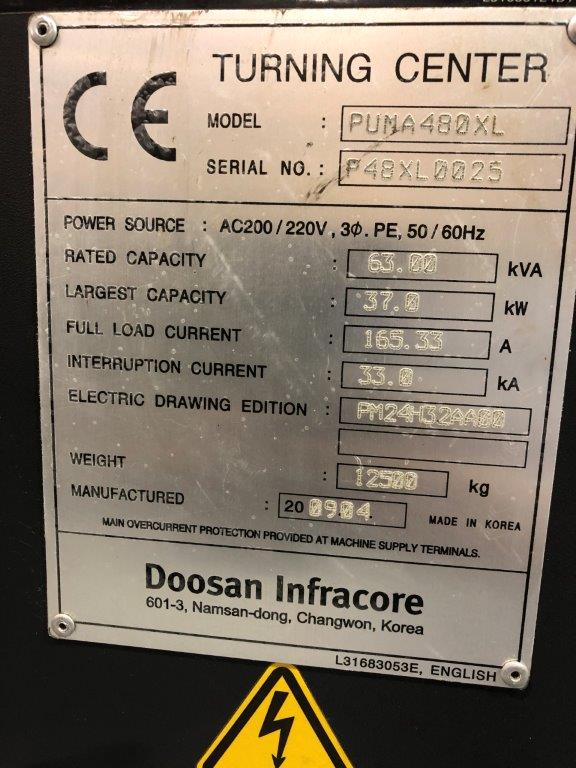 CE
TURNING CENTER
MODEL : PUMA480XL
SERIAL NO. : P48XL0025
POWER SOURCE : AC200/220V, 3Φ. PE, 50/60Hz
RATED CAPACITY : 63.00 kVA
LARGEST CAPACITY : 37.0 kW
FULL LOAD CURRENT : 165.33 A
INTERRUPTION CURRENT : 33.0 kA
ELECTRIC DRAWING EDITION : PM24H32AA00
WEIGHT : 12500 kg
MANUFACTURED : 20 0904 MADE IN KOREA
MAIN OVERCURRENT PROTECTION PROVIDED AT MACHINE SUPPLY TERMINALS.
Doosan Infracore
601-3, Namsan-dong, Changwon, Korea
L31683053E, ENGLISH